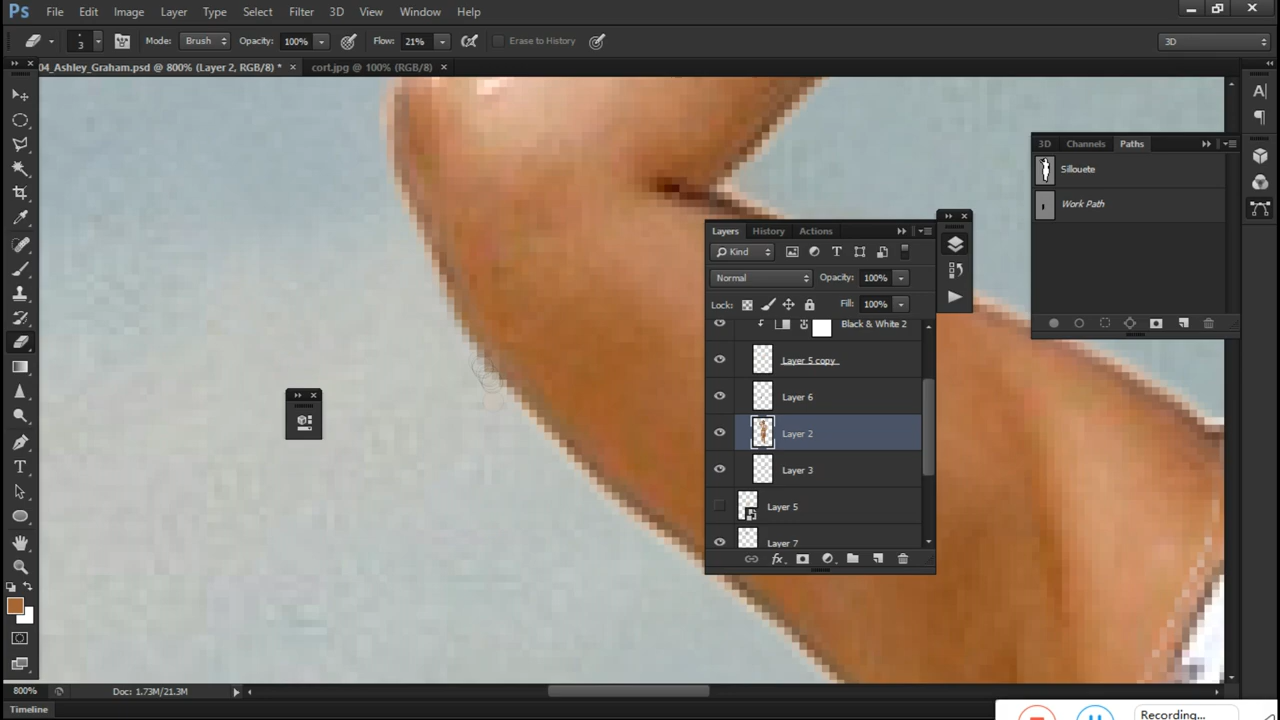 Ps File Edit Image Layer Type Select Filter 3D View Window Help
3 Mode: Brush Opacity: 100% Flow: 21% Erase to History 3D
04_Ashley_Graham.psd @ 800% (Layer 2, RGB/8) * × cort.jpg @ 100% (RGB/8) ×
3D Channels Paths
Sillouete
Work Path
Layers History Actions
Kind
Normal Opacity: 100%
Lock: Fill: 100%
Black & White 2
Layer 5 copy
Layer 6
Layer 2
Layer 3
Layer 5
Layer 7
fx
800% Doc: 1.73M/21.3M
Timeline
Recording...